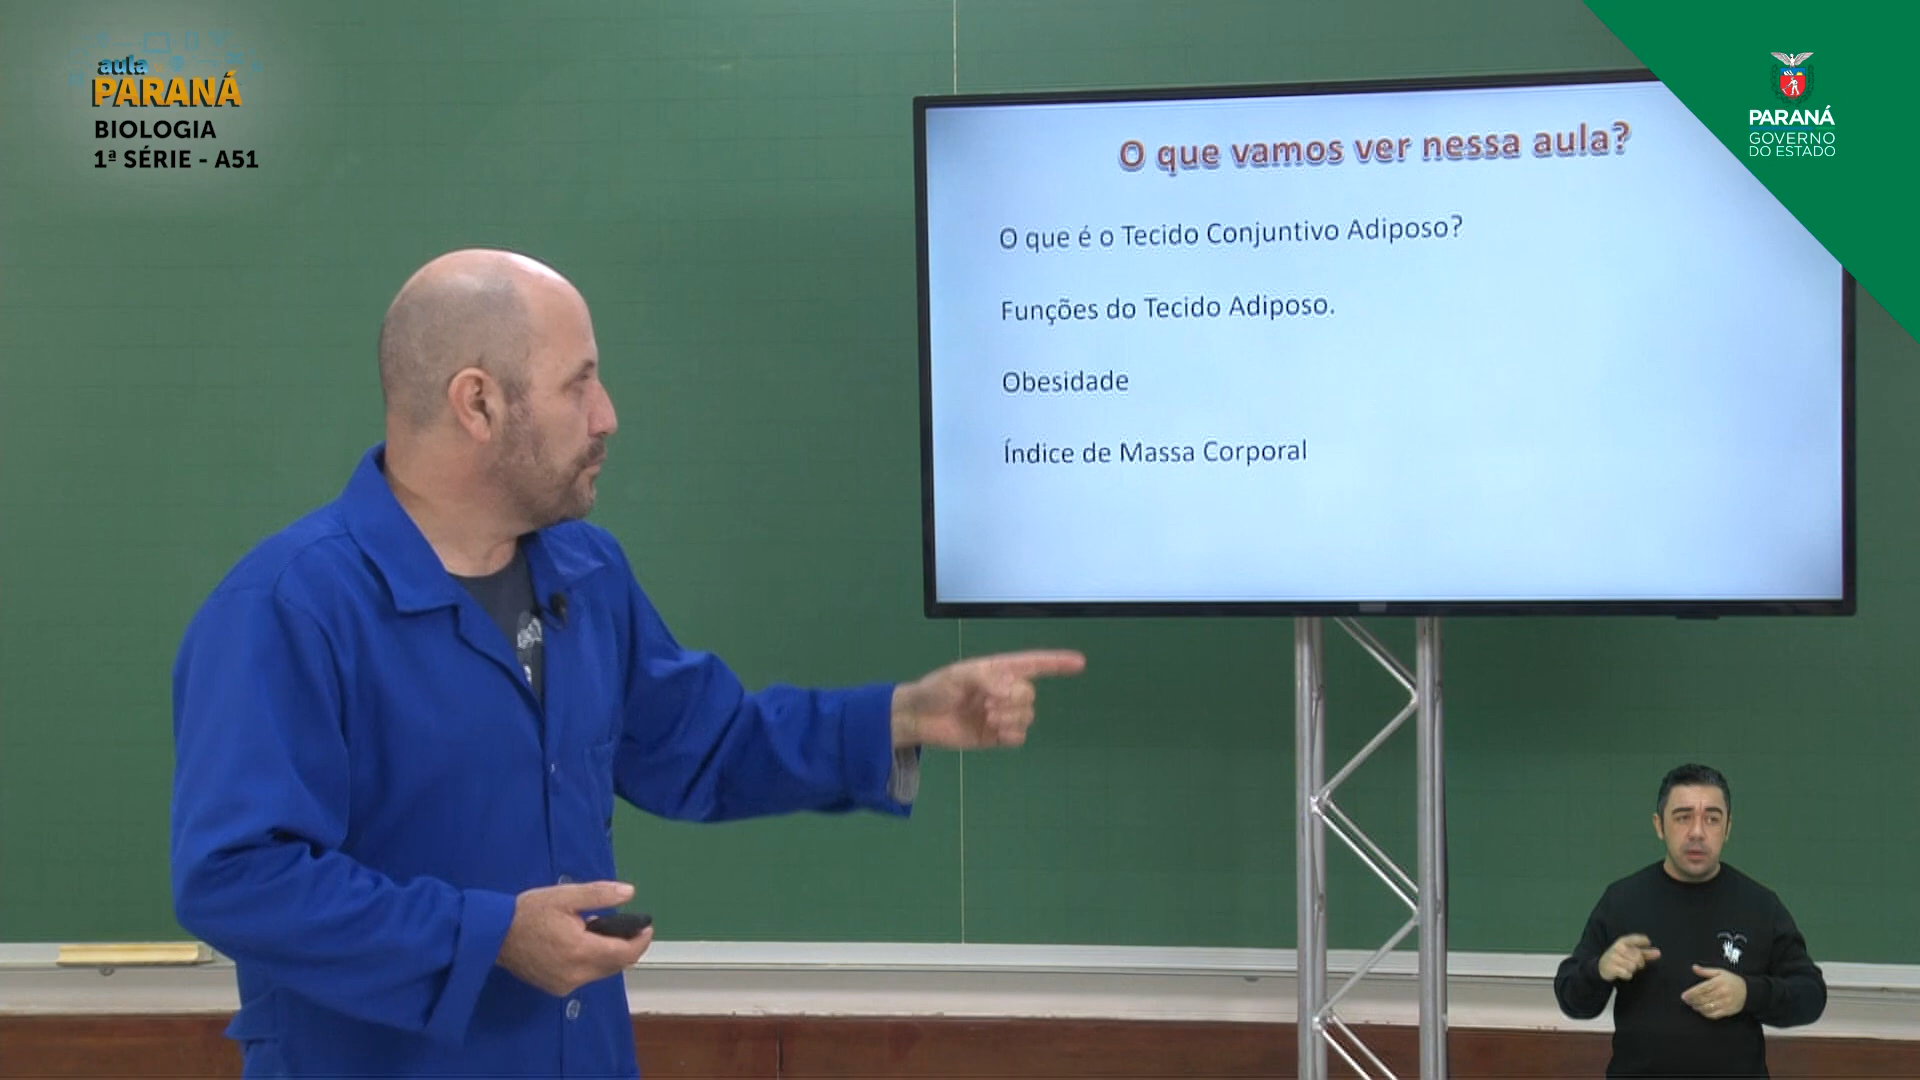 aula
PARANÁ
BIOLOGIA
1ª SÉRIE - A51
PARANÁ
GOVERNO
DO ESTADO
O que vamos ver nessa aula?
O que é o Tecido Conjuntivo Adiposo?
Funções do Tecido Adiposo.
Obesidade
Índice de Massa Corporal